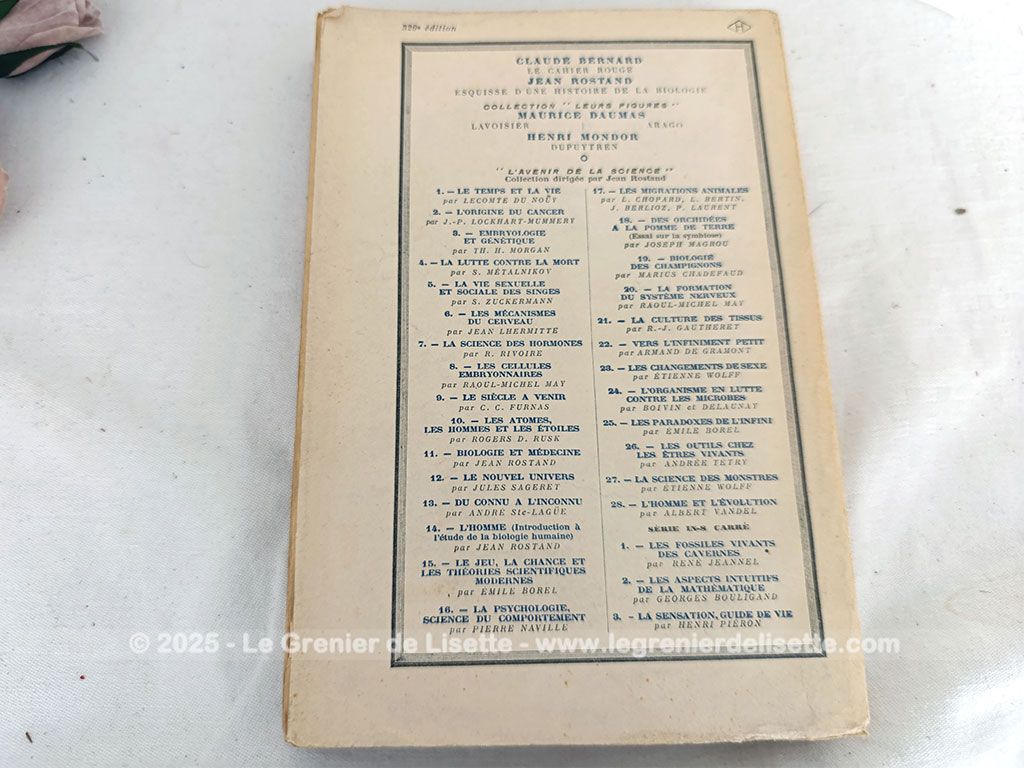 320e édition
H
CLAUDE BERNARD
LE CAHIER ROUGE
JEAN ROSTAND
ESQUISSE D'UNE HISTOIRE DE LA BIOLOGIE
COLLECTION "LEURS FIGURES"
MAURICE DAUMAS
LAVOISIER | ARAGO
HENRI MONDOR
DUPUYTREN
"L'AVENIR DE LA SCIENCE"
Collection dirigée par Jean Rostand
1. — LE TEMPS ET LA VIE
par LECOMTE DU NOÜY
2. — L'ORIGINE DU CANCER
par J.-P. LOCKHART-MUMMERY
3. — EMBRYOLOGIE
ET GÉNÉTIQUE
par TH. H. MORGAN
4. — LA LUTTE CONTRE LA MORT
par S. MÉTALNIKOV
5. — LA VIE SEXUELLE
ET SOCIALE DES SINGES
par S. ZUCKERMANN
6. — LES MÉCANISMES
DU CERVEAU
par JEAN LHERMITTE
7. — LA SCIENCE DES HORMONES
par R. RIVOIRE
8. — LES CELLULES
EMBRYONNAIRES
par RAOUL-MICHEL MAY
9. — LE SIÈCLE A VENIR
par C. C. FURNAS
10. — LES ATOMES,
LES HOMMES ET LES ÉTOILES
par ROGERS D. RUSK
11. — BIOLOGIE ET MÉDECINE
par JEAN ROSTAND
12. — LE NOUVEL UNIVERS
par JULES SAGERET
13. — DU CONNU A L'INCONNU
par ANDRÉ Ste-LAGÜE
14. — L'HOMME (Introduction à
l'étude de la biologie humaine)
par JEAN ROSTAND
15. — LE JEU, LA CHANCE ET
LES THÉORIES SCIENTIFIQUES
MODERNES
par ÉMILE BOREL
16. — LA PSYCHOLOGIE,
SCIENCE DU COMPORTEMENT
par PIERRE NAVILLE
17. — LES MIGRATIONS ANIMALES
par L. CHOPARD, L. BERTIN,
J. BERLIOZ, P. LAURENT
18. — DES ORCHIDÉES
A LA POMME DE TERRE
(Essai sur la symbiose)
par JOSEPH MAGROU
19. — BIOLOGIE
DES CHAMPIGNONS
par MARIUS CHADEFAUD
20. — LA FORMATION
DU SYSTÈME NERVEUX
par RAOUL-MICHEL MAY
21. — LA CULTURE DES TISSUS
par R.-J. GAUTHERET
22. — VERS L'INFINIMENT PETIT
par ARMAND DE GRAMONT
23. — LES CHANGEMENTS DE SEXE
par ÉTIENNE WOLFF
24. — L'ORGANISME EN LUTTE
CONTRE LES MICROBES
par BOIVIN et DELAUNAY
25. — LES PARADOXES DE L'INFINI
par ÉMILE BOREL
26. — LES OUTILS CHEZ
LES ÊTRES VIVANTS
par ANDRÉE TÉTRY
27. — LA SCIENCE DES MONSTRES
par ÉTIENNE WOLFF
28. — L'HOMME ET L'ÉVOLUTION
par ALBERT VANDEL
SÉRIE IN-8 CARRÉ
1. — LES FOSSILES VIVANTS
DES CAVERNES
par RENÉ JEANNEL
2. — LES ASPECTS INTUITIFS
DE LA MATHÉMATIQUE
par GEORGES BOULIGAND
3. - LA SENSATION, GUIDE DE VIE
par HENRI PIÉRON
© 2025 - Le Grenier de Lisette - www.legrenierdelisette.com